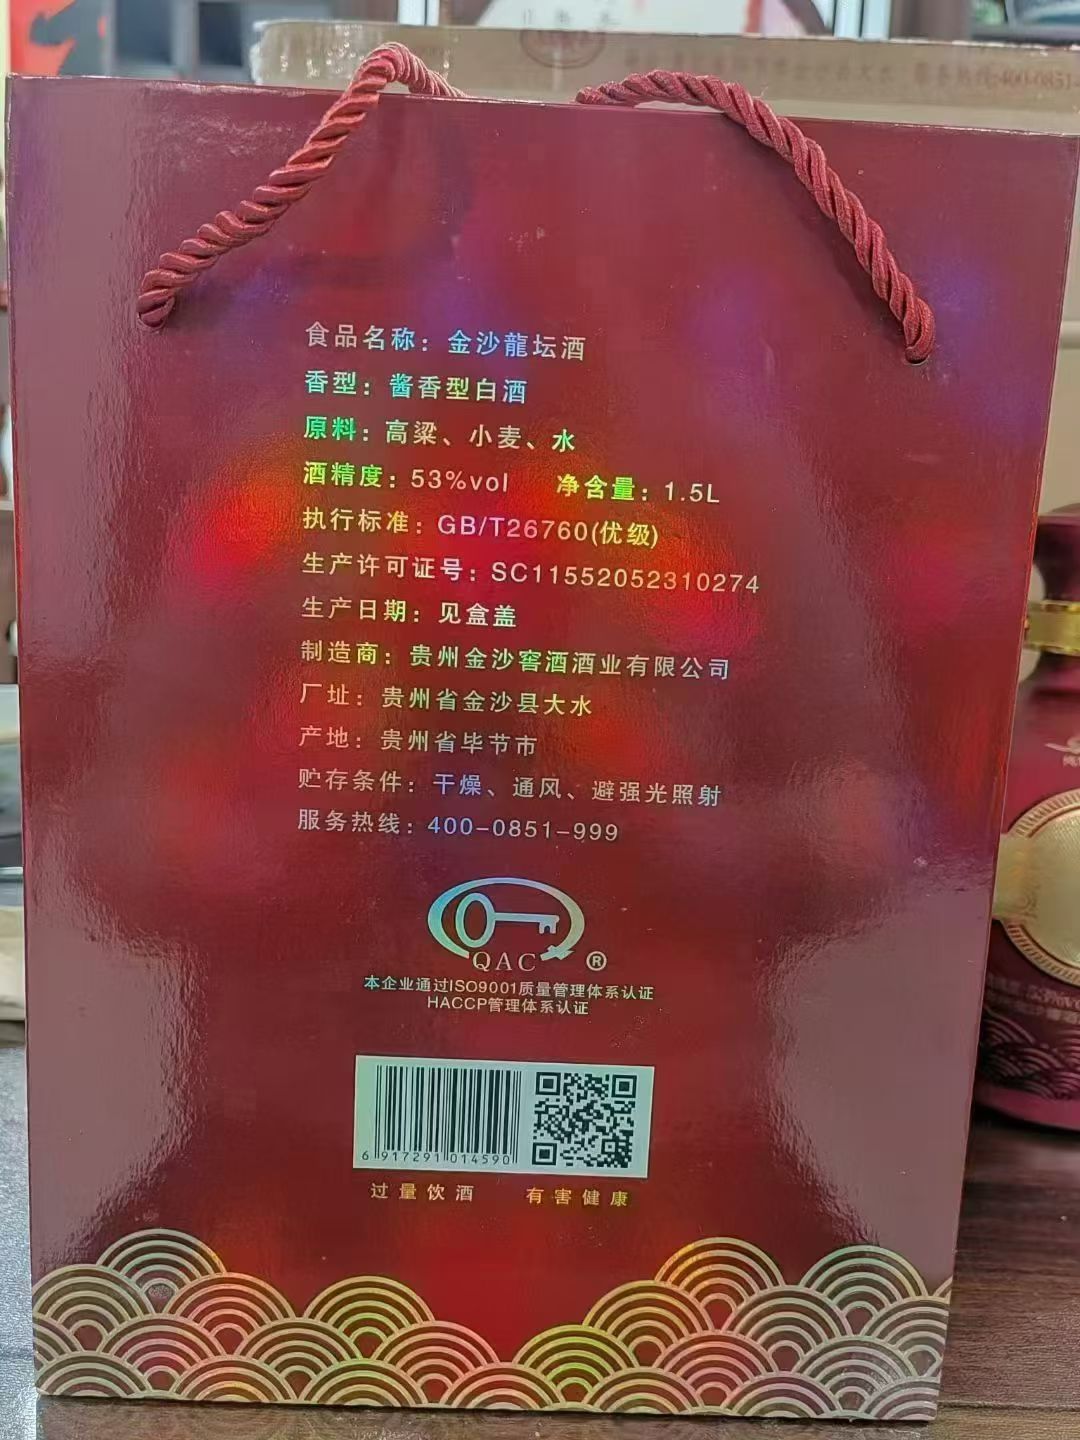 服务热线:400-0851-
食品名称：金沙龍坛酒
香型：酱香型白酒
原料：高粱、小麦、水
酒精度：53%vol 净含量：1.5L
执行标准：GB/T26760(优级)
生产许可证号：SC11552052310274
生产日期：见盒盖
制造商：贵州金沙窖酒酒业有限公司
厂址：贵州省金沙县大水
产地：贵州省毕节市
贮存条件：干燥、通风、避强光照射
服务热线：400-0851-999
QAC ®
本企业通过ISO9001质量管理体系认证
HACCP管理体系认证
6 917291 014590
过量饮酒 有害健康